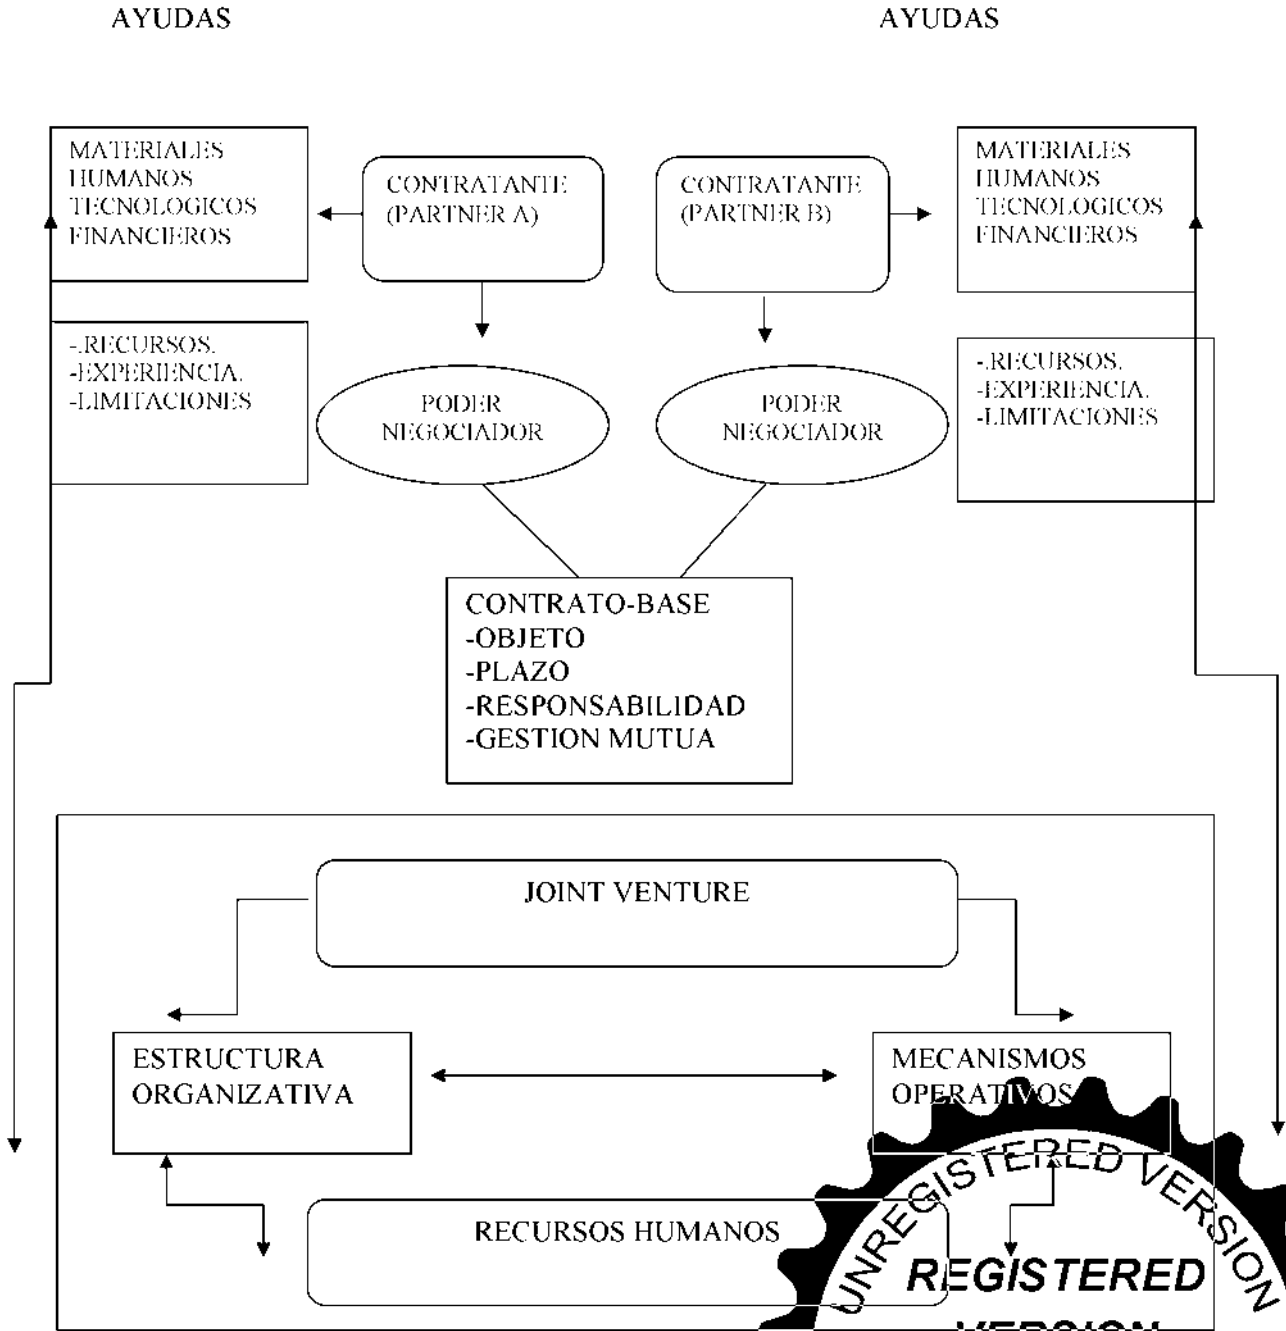 AYUDAS
AYUDAS
MATERIALES
HUMANOS
TECNOLOGICOS
FINANCIEROS
CONTRATANTE
(PARTNER A)
CONTRATANTE
(PARTNER B)
MATERIALES
HUMANOS
TECNOLOGICOS
FINANCIEROS
-.RECURSOS.
-EXPERIENCIA.
-LIMITACIONES
PODER
NEGOCIADOR
PODER
NEGOCIADOR
-.RECURSOS.
-EXPERIENCIA.
-LIMITACIONES
CONTRATO-BASE
-OBJETO
-PLAZO
-RESPONSABILIDAD
-GESTION MUTUA
JOINT VENTURE
ESTRUCTURA
ORGANIZATIVA
MECANISMOS
OPERATIVOS
RECURSOS HUMANOS
UNREGISTERED VERSION
REGISTERED
VERSION